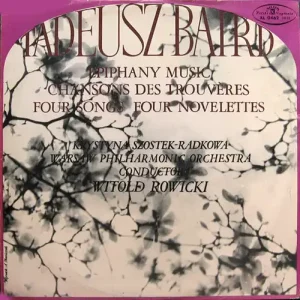 TADEUSZ BAIRD
EPIPHANY MUSIC
CHANSONS DES TROUVERES
FOUR SONGS FOUR NOVELETTES
KRYSTYNA SZOSTEK-RADKOWA
WARSAW PHILHARMONIC ORCHESTRA
CONDUCTOR
WITOLD ROWICKI